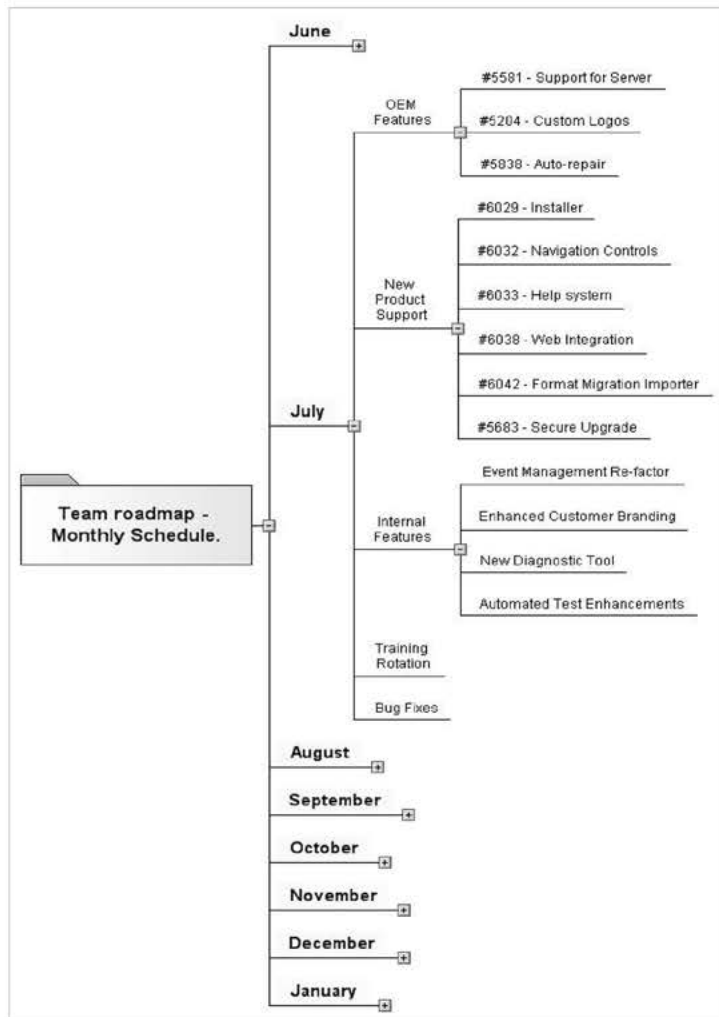 June
#5581 - Support for Server
OEM
Features
#5204 - Custom Logos
#5838 - Auto-repair
#6029 - Installer
#6032 - Navigation Controls
New
Product
Support
#6033 - Help system
#6038 - Web Integration
#6042 - Format Migration Importer
July
#5683 - Secure Upgrade
Event Management Re-factor
Team roadmap -
Monthly Schedule.
Internal
Features
Enhanced Customer Branding
New Diagnostic Tool
Automated Test Enhancements
Training
Rotation
Bug Fixes
August
September
October
November
December
January